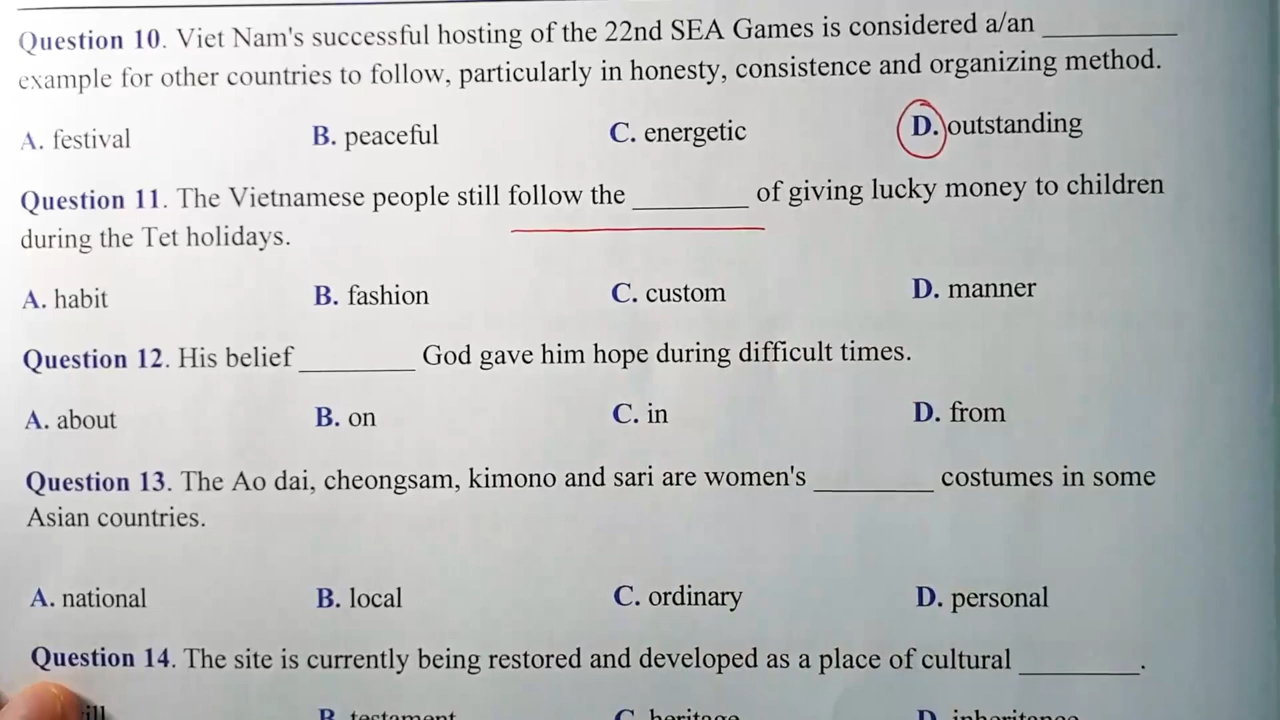 Question 10. Viet Nam's successful hosting of the 22nd SEA Games is considered a/an __________
example for other countries to follow, particularly in honesty, consistence and organizing method.
A. festival B. peaceful C. energetic D. outstanding
Question 11. The Vietnamese people still follow the ________ of giving lucky money to children
during the Tet holidays.
A. habit B. fashion C. custom D. manner
Question 12. His belief ________ God gave him hope during difficult times.
A. about B. on C. in D. from
Question 13. The Ao dai, cheongsam, kimono and sari are women's ________ costumes in some
Asian countries.
A. national B. local C. ordinary D. personal
Question 14. The site is currently being restored and developed as a place of cultural ________.
B. testament C. heritage D. inheritance